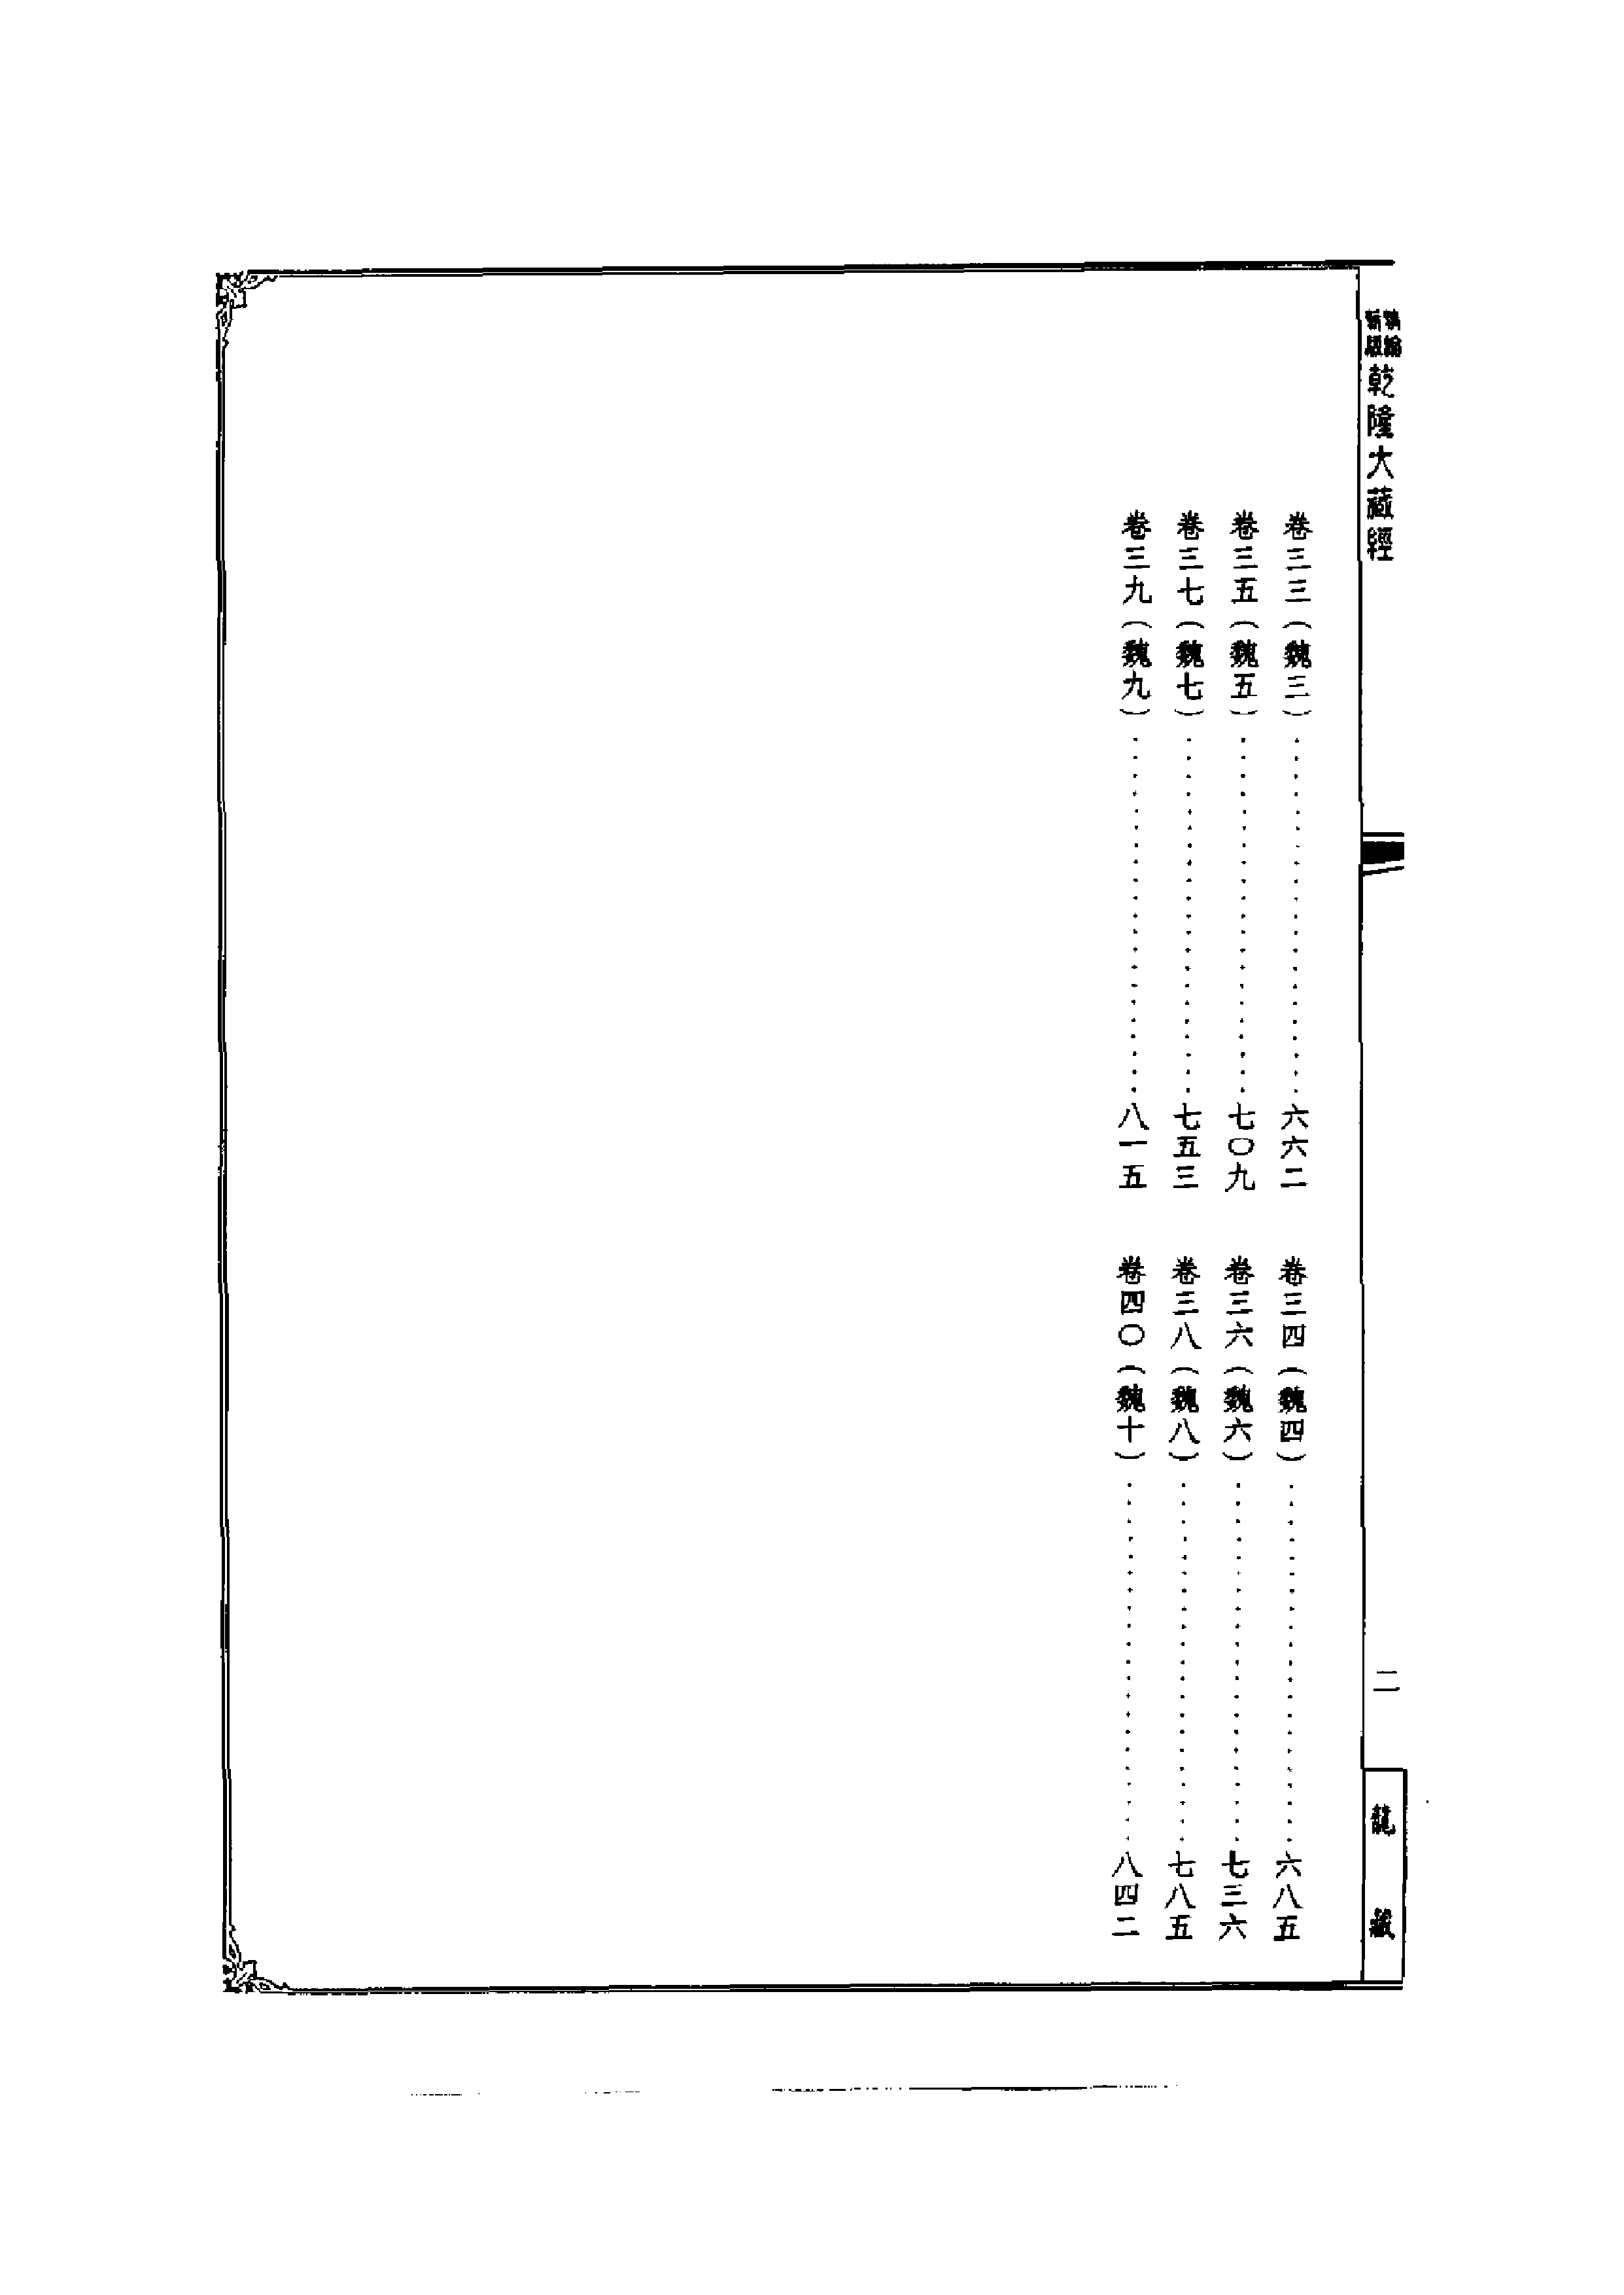 新編
新版
乾隆大藏經
二
龍藏
卷三三(魏三)····················六六二
卷三四(魏四)····················六八五
卷三五(魏五)····················七〇九
卷三六(魏六)····················七三六
卷三七(魏七)····················七五三
卷三八(魏八)····················七八五
卷三九(魏九)····················八一五
卷四〇(魏十)····················八四二